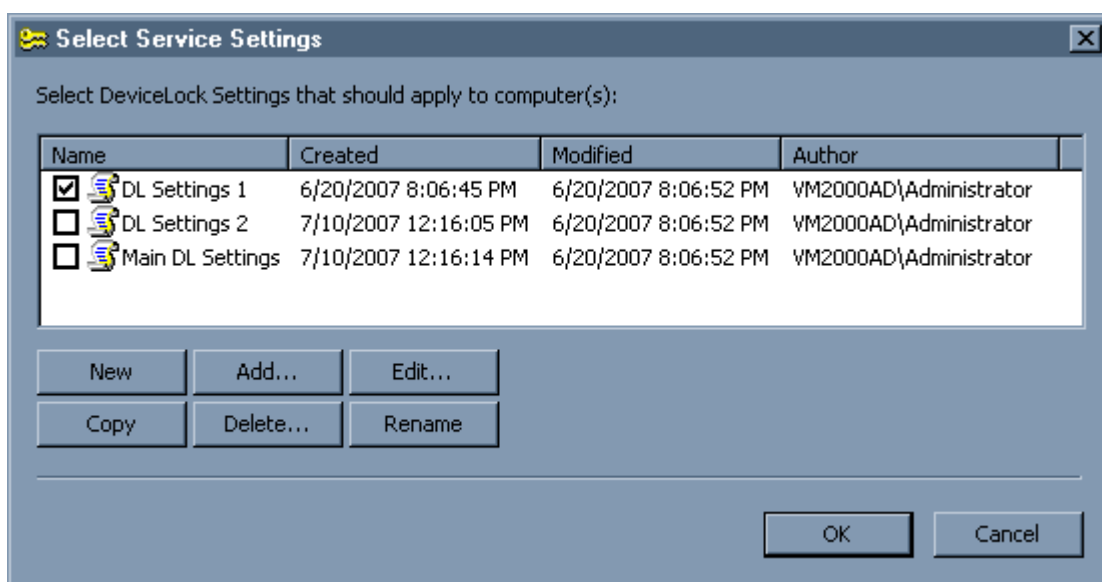 Select Service Settings
Select DeviceLock Settings that should apply to computer(s):
Name Created Modified Author
DL Settings 1 6/20/2007 8:06:45 PM 6/20/2007 8:06:52 PM VM2000AD\Administrator
DL Settings 2 7/10/2007 12:16:05 PM 6/20/2007 8:06:52 PM VM2000AD\Administrator
Main DL Settings 7/10/2007 12:16:14 PM 6/20/2007 8:06:52 PM VM2000AD\Administrator
New Add... Edit...
Copy Delete... Rename
OK Cancel